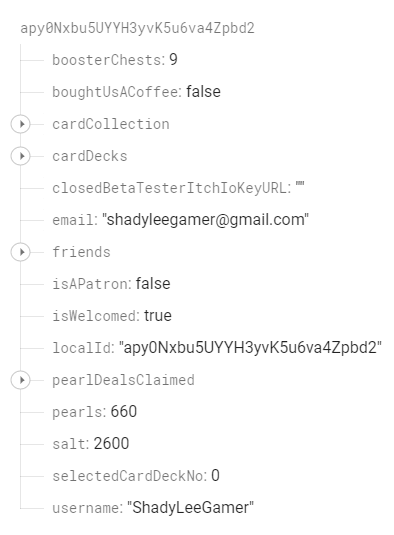 apy0Nxbu5UYYH3yvK5u6va4Zpbd2
boosterChests: 9
boughtUsACoffee: false
cardCollection
cardDecks
closedBetaTesterItchIoKeyURL: ""
email: "shadyleegamer@gmail.com"
friends
isAPatron: false
isWelcomed: true
localId: "apy0Nxbu5UYYH3yvK5u6va4Zpbd2"
pearlDealsClaimed
pearls: 660
salt: 2600
selectedCardDeckNo: 0
username: "ShadyLeeGamer"